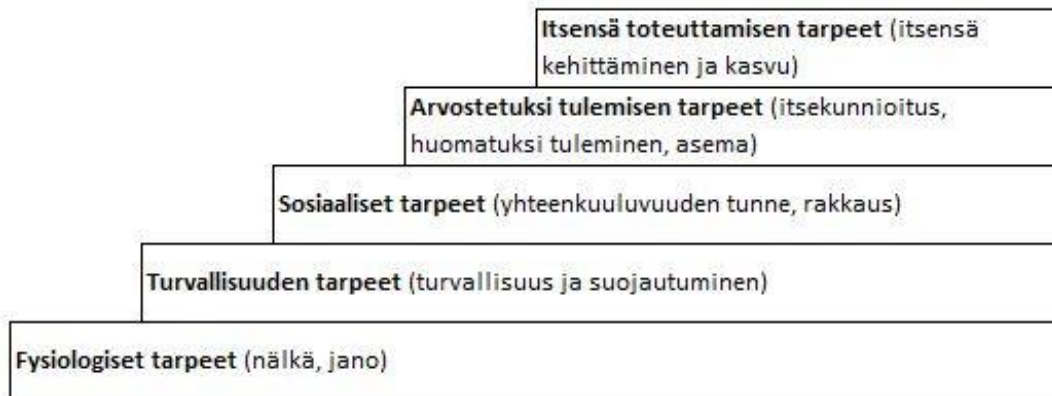 Itsensä toteuttamisen tarpeet (itsensä
kehittäminen ja kasvu)
Arvostetuksi tulemisen tarpeet (itsekunnioitus,
huomatuksi tuleminen, asema)
Sosiaaliset tarpeet (yhteenkuuluvuuden tunne, rakkaus)
Turvallisuuden tarpeet (turvallisuus ja suojautuminen)
Fysiologiset tarpeet (nälkä, jano)